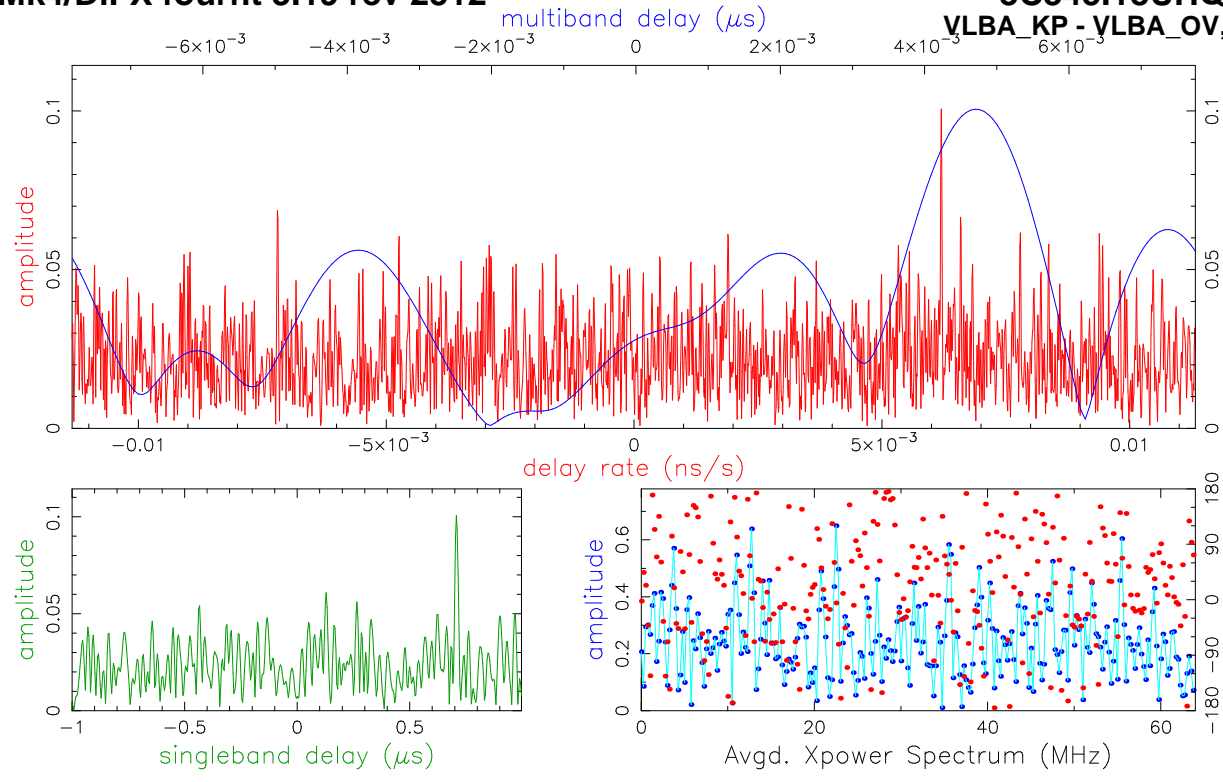 multiband delay (μs)
VLBA_KP - VLBA_OV,
−6×10⁻³ −4×10⁻³ −2×10⁻³ 0 2×10⁻³ 4×10⁻³ 6×10⁻³
amplitude
0 0.05 0.1
0 0.05 0.1
−0.01 −5×10⁻³ 0 5×10⁻³ 0.01
delay rate (ns/s)
amplitude
0 0.05 0.1
−1 −0.5 0 0.5
singleband delay (μs)
amplitude
0 0.2 0.4 0.6
−180 −90 0 90 180
0 20 40 60
Avgd. Xpower Spectrum (MHz)